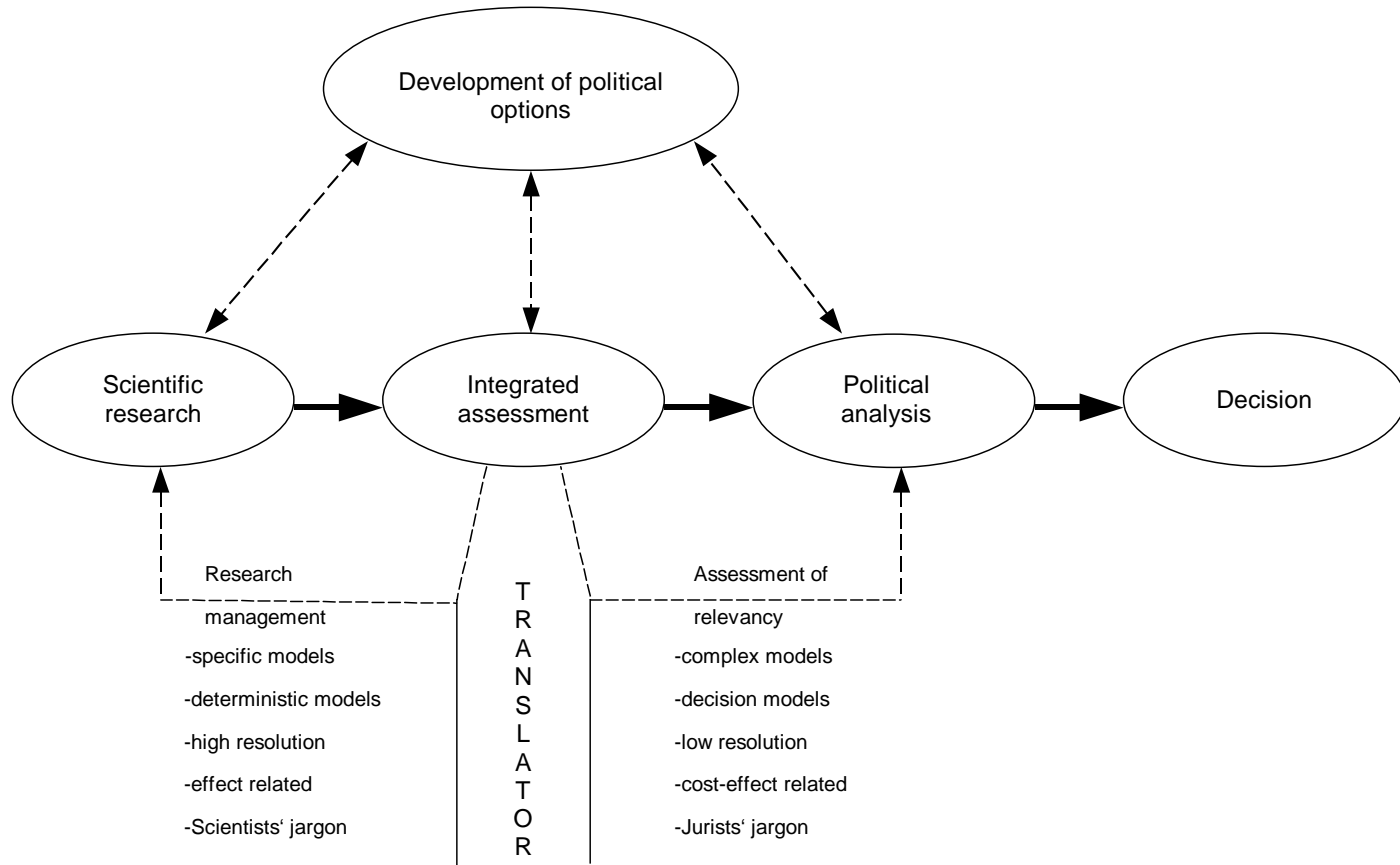 Development of political
options
Scientific
research
Integrated
assessment
Political
analysis
Decision
Research
management
-specific models
-deterministic models
-high resolution
-effect related
-Scientists‘ jargon
T
R
A
N
S
L
A
T
O
R
Assessment of
relevancy
-complex models
-decision models
-low resolution
-cost-effect related
-Jurists‘ jargon